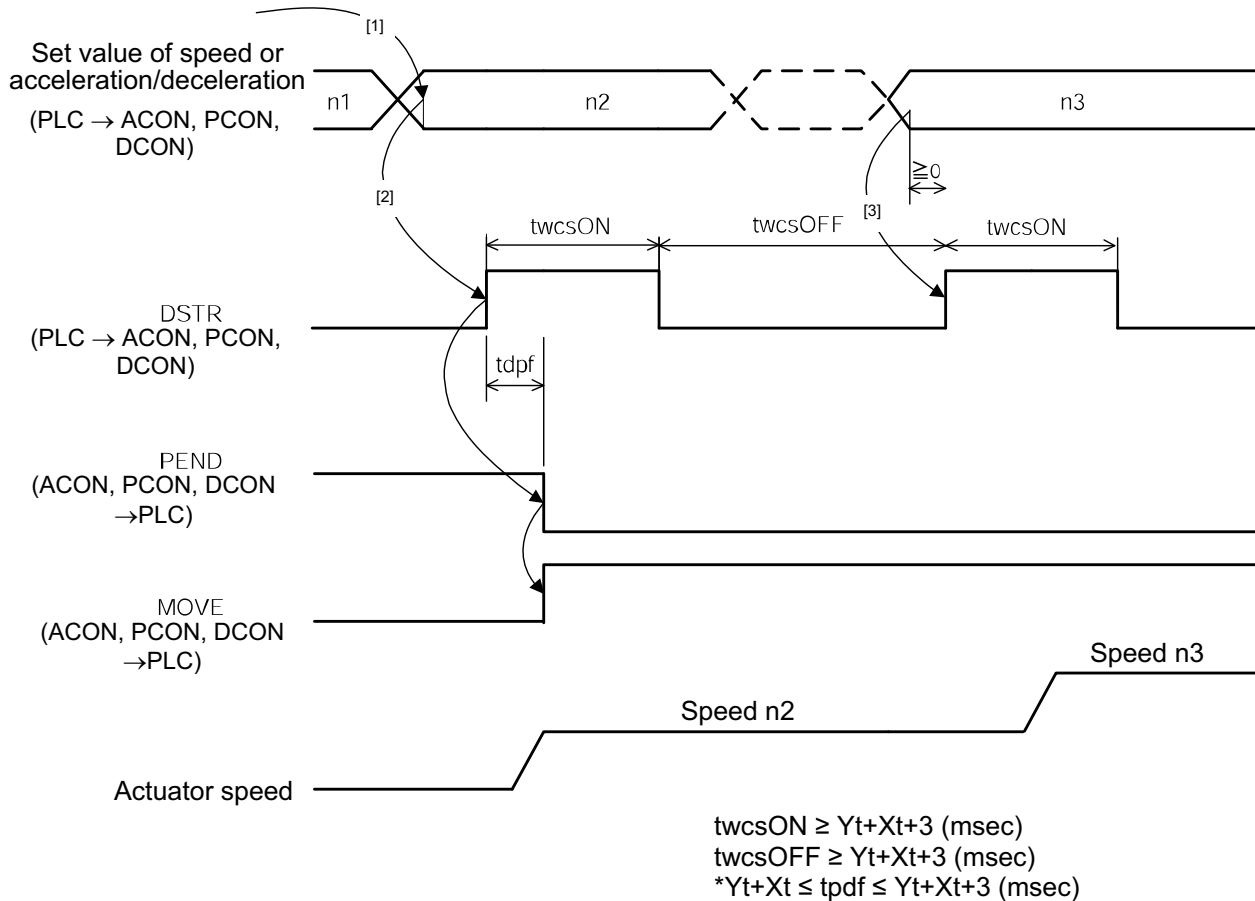 [1]
Set value of speed or
acceleration/deceleration
(PLC → ACON, PCON,
DCON)
n1
n2
n3
≧0
[2]
[3]
twcsON
twcsOFF
twcsON
DSTR
(PLC → ACON, PCON,
DCON)
tdpf
PEND
(ACON, PCON, DCON
→PLC)
MOVE
(ACON, PCON, DCON
→PLC)
Speed n3
Speed n2
Actuator speed
twcsON ≥ Yt+Xt+3 (msec)
twcsOFF ≥ Yt+Xt+3 (msec)
*Yt+Xt ≤ tpdf ≤ Yt+Xt+3 (msec)